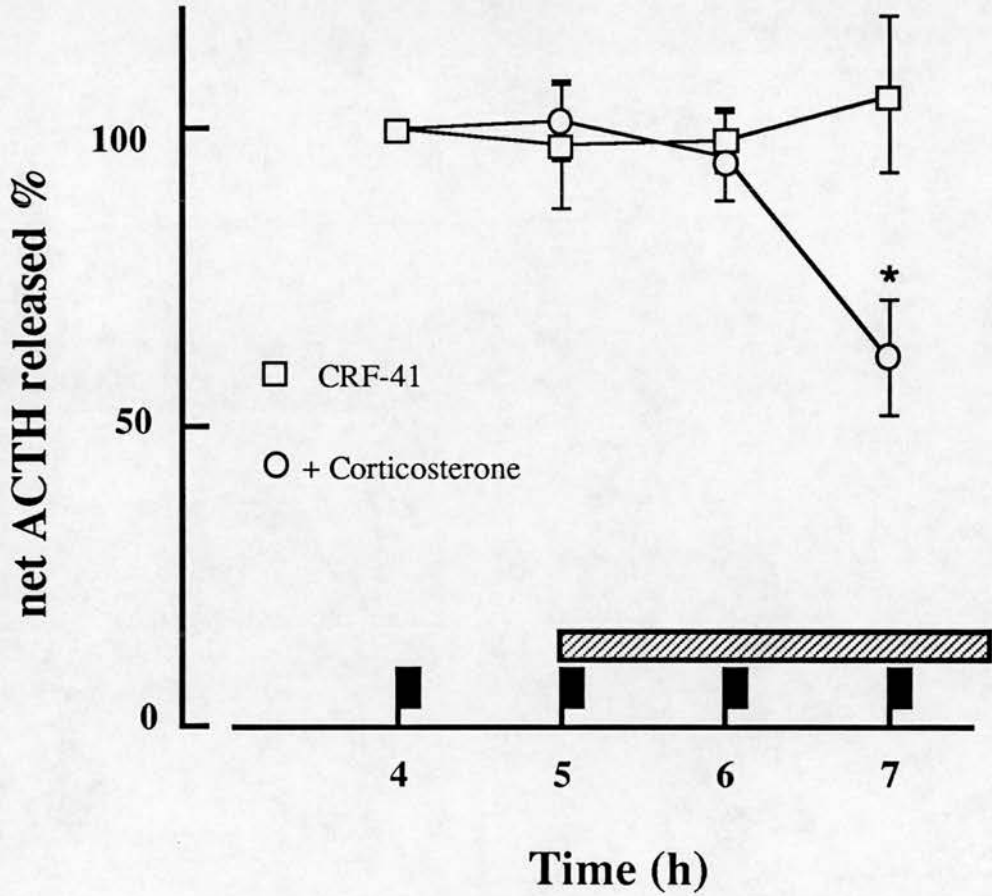 net ACTH released %
100
50
0
CRF-41
+ Corticosterone
*
4 5 6 7
Time (h)